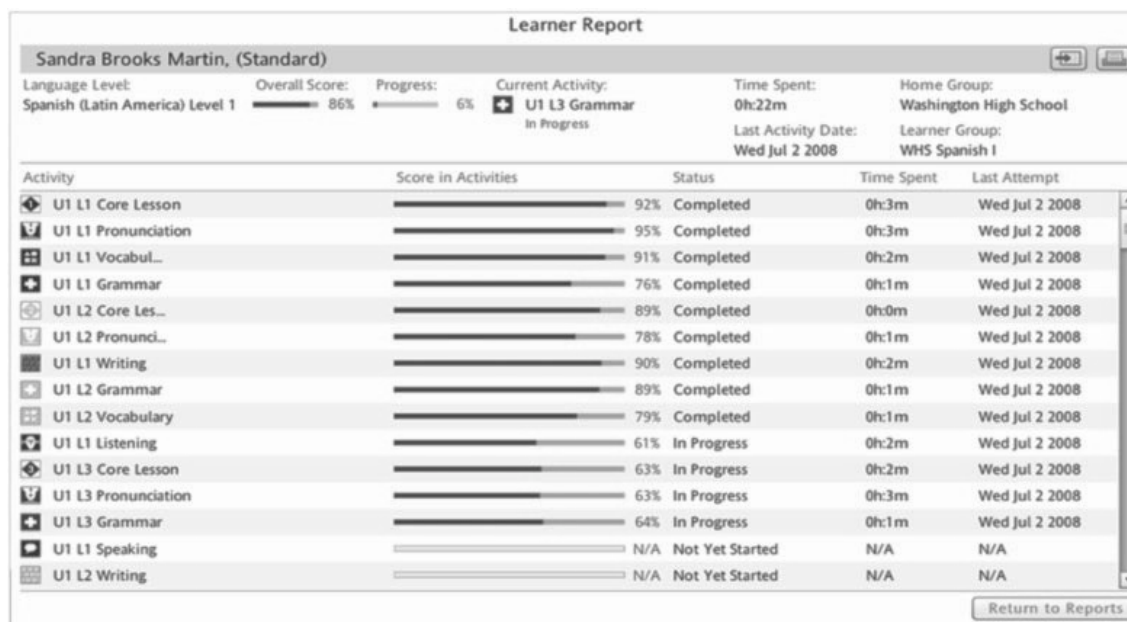 Learner Report
Sandra Brooks Martin, (Standard)
Language Level: Overall Score: Progress: Current Activity: Time Spent: Home Group:
Spanish (Latin America) Level 1 86% 6% U1 L3 Grammar 0h:22m Washington High School
In Progress
Last Activity Date: Learner Group:
Wed Jul 2 2008 WHS Spanish I
Activity Score in Activities Status Time Spent Last Attempt
U1 L1 Core Lesson 92% Completed 0h:3m Wed Jul 2 2008
U1 L1 Pronunciation 95% Completed 0h:3m Wed Jul 2 2008
U1 L1 Vocabul... 91% Completed 0h:2m Wed Jul 2 2008
U1 L1 Grammar 76% Completed 0h:1m Wed Jul 2 2008
U1 L2 Core Les... 89% Completed 0h:0m Wed Jul 2 2008
U1 L2 Pronunci... 78% Completed 0h:1m Wed Jul 2 2008
U1 L1 Writing 90% Completed 0h:2m Wed Jul 2 2008
U1 L2 Grammar 89% Completed 0h:1m Wed Jul 2 2008
U1 L2 Vocabulary 79% Completed 0h:1m Wed Jul 2 2008
U1 L1 Listening 61% In Progress 0h:2m Wed Jul 2 2008
U1 L3 Core Lesson 63% In Progress 0h:2m Wed Jul 2 2008
U1 L3 Pronunciation 63% In Progress 0h:3m Wed Jul 2 2008
U1 L3 Grammar 64% In Progress 0h:1m Wed Jul 2 2008
U1 L1 Speaking N/A Not Yet Started N/A N/A
U1 L2 Writing N/A Not Yet Started N/A N/A
Return to Reports